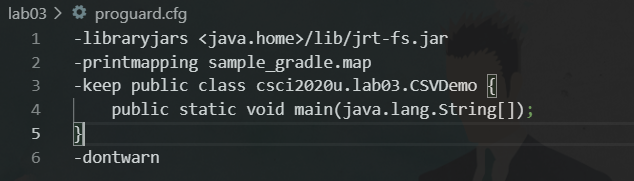 lab03 > proguard.cfg
1 -libraryjars <java.home>/lib/jrt-fs.jar
2 -printmapping sample_gradle.map
3 -keep public class csci2020u.lab03.CSVDemo {
4     public static void main(java.lang.String[]);
5 }
6 -dontwarn